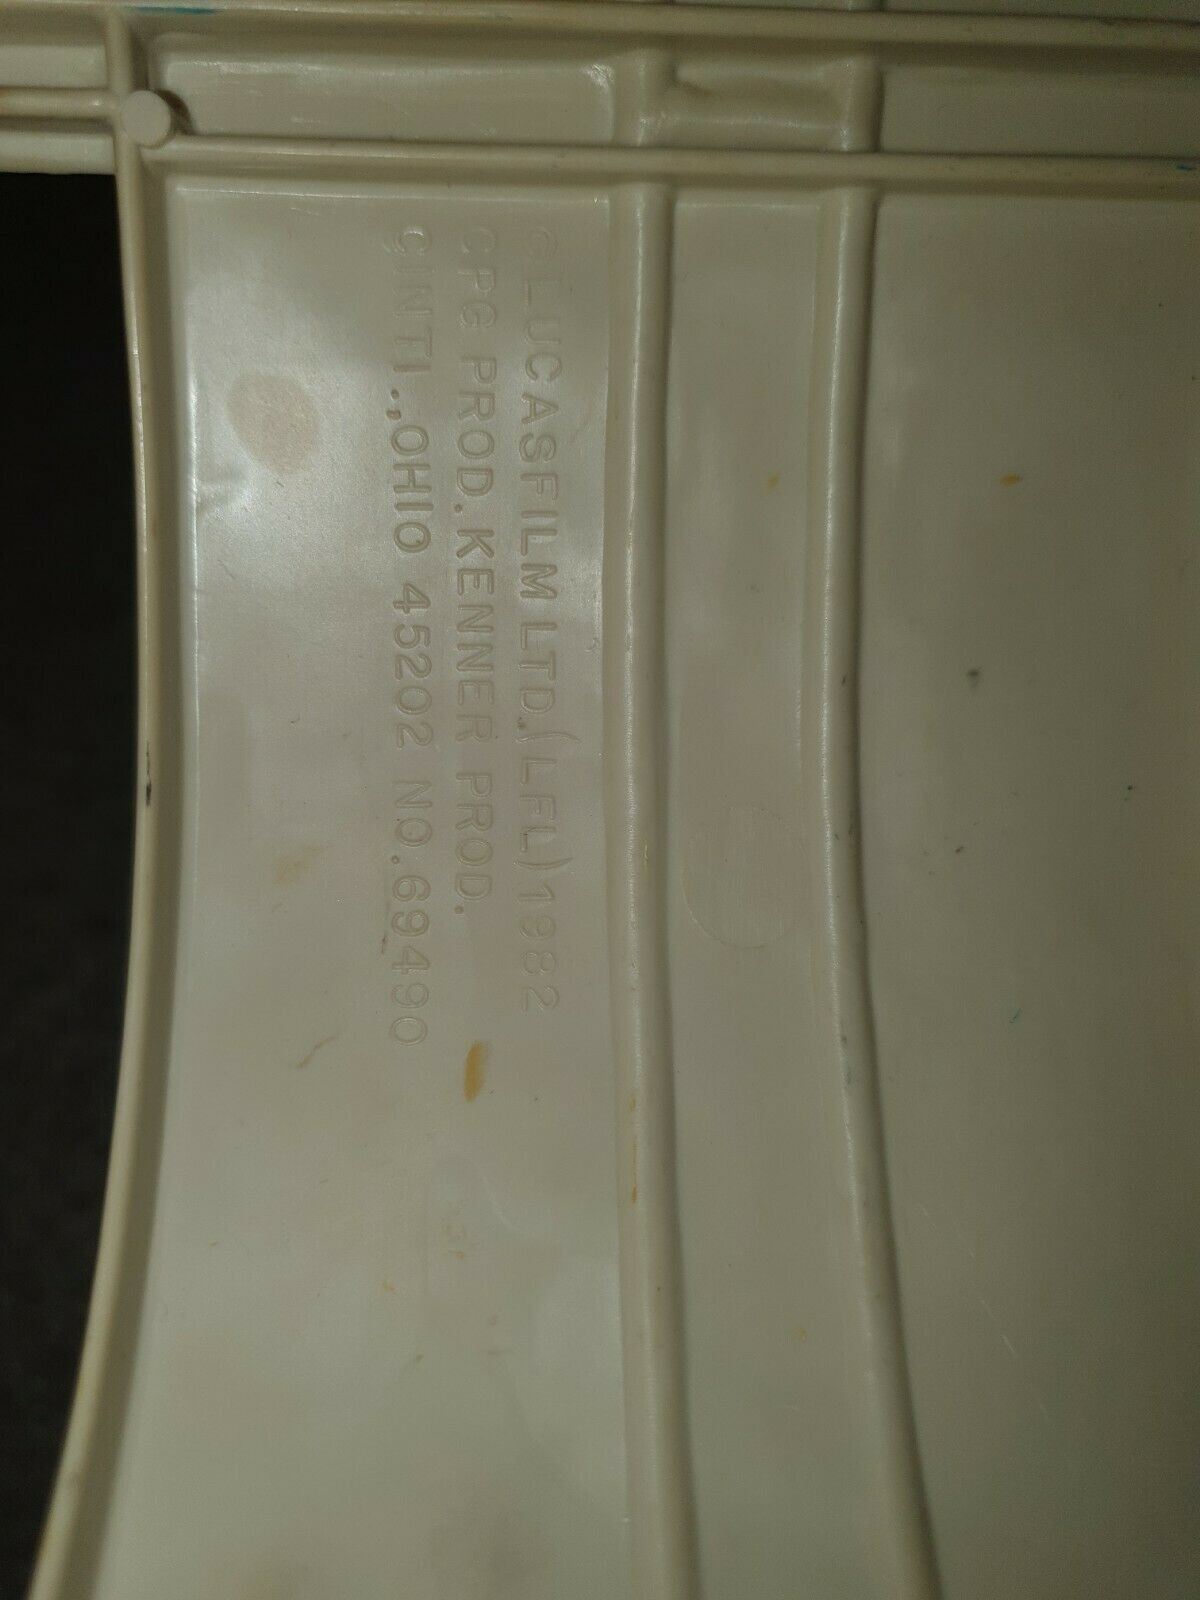 ©LUCASFILM LTD.(LFL)1982
CPG PROD. KENNER PROD.
CINTI.,OHIO 45202 NO.69490